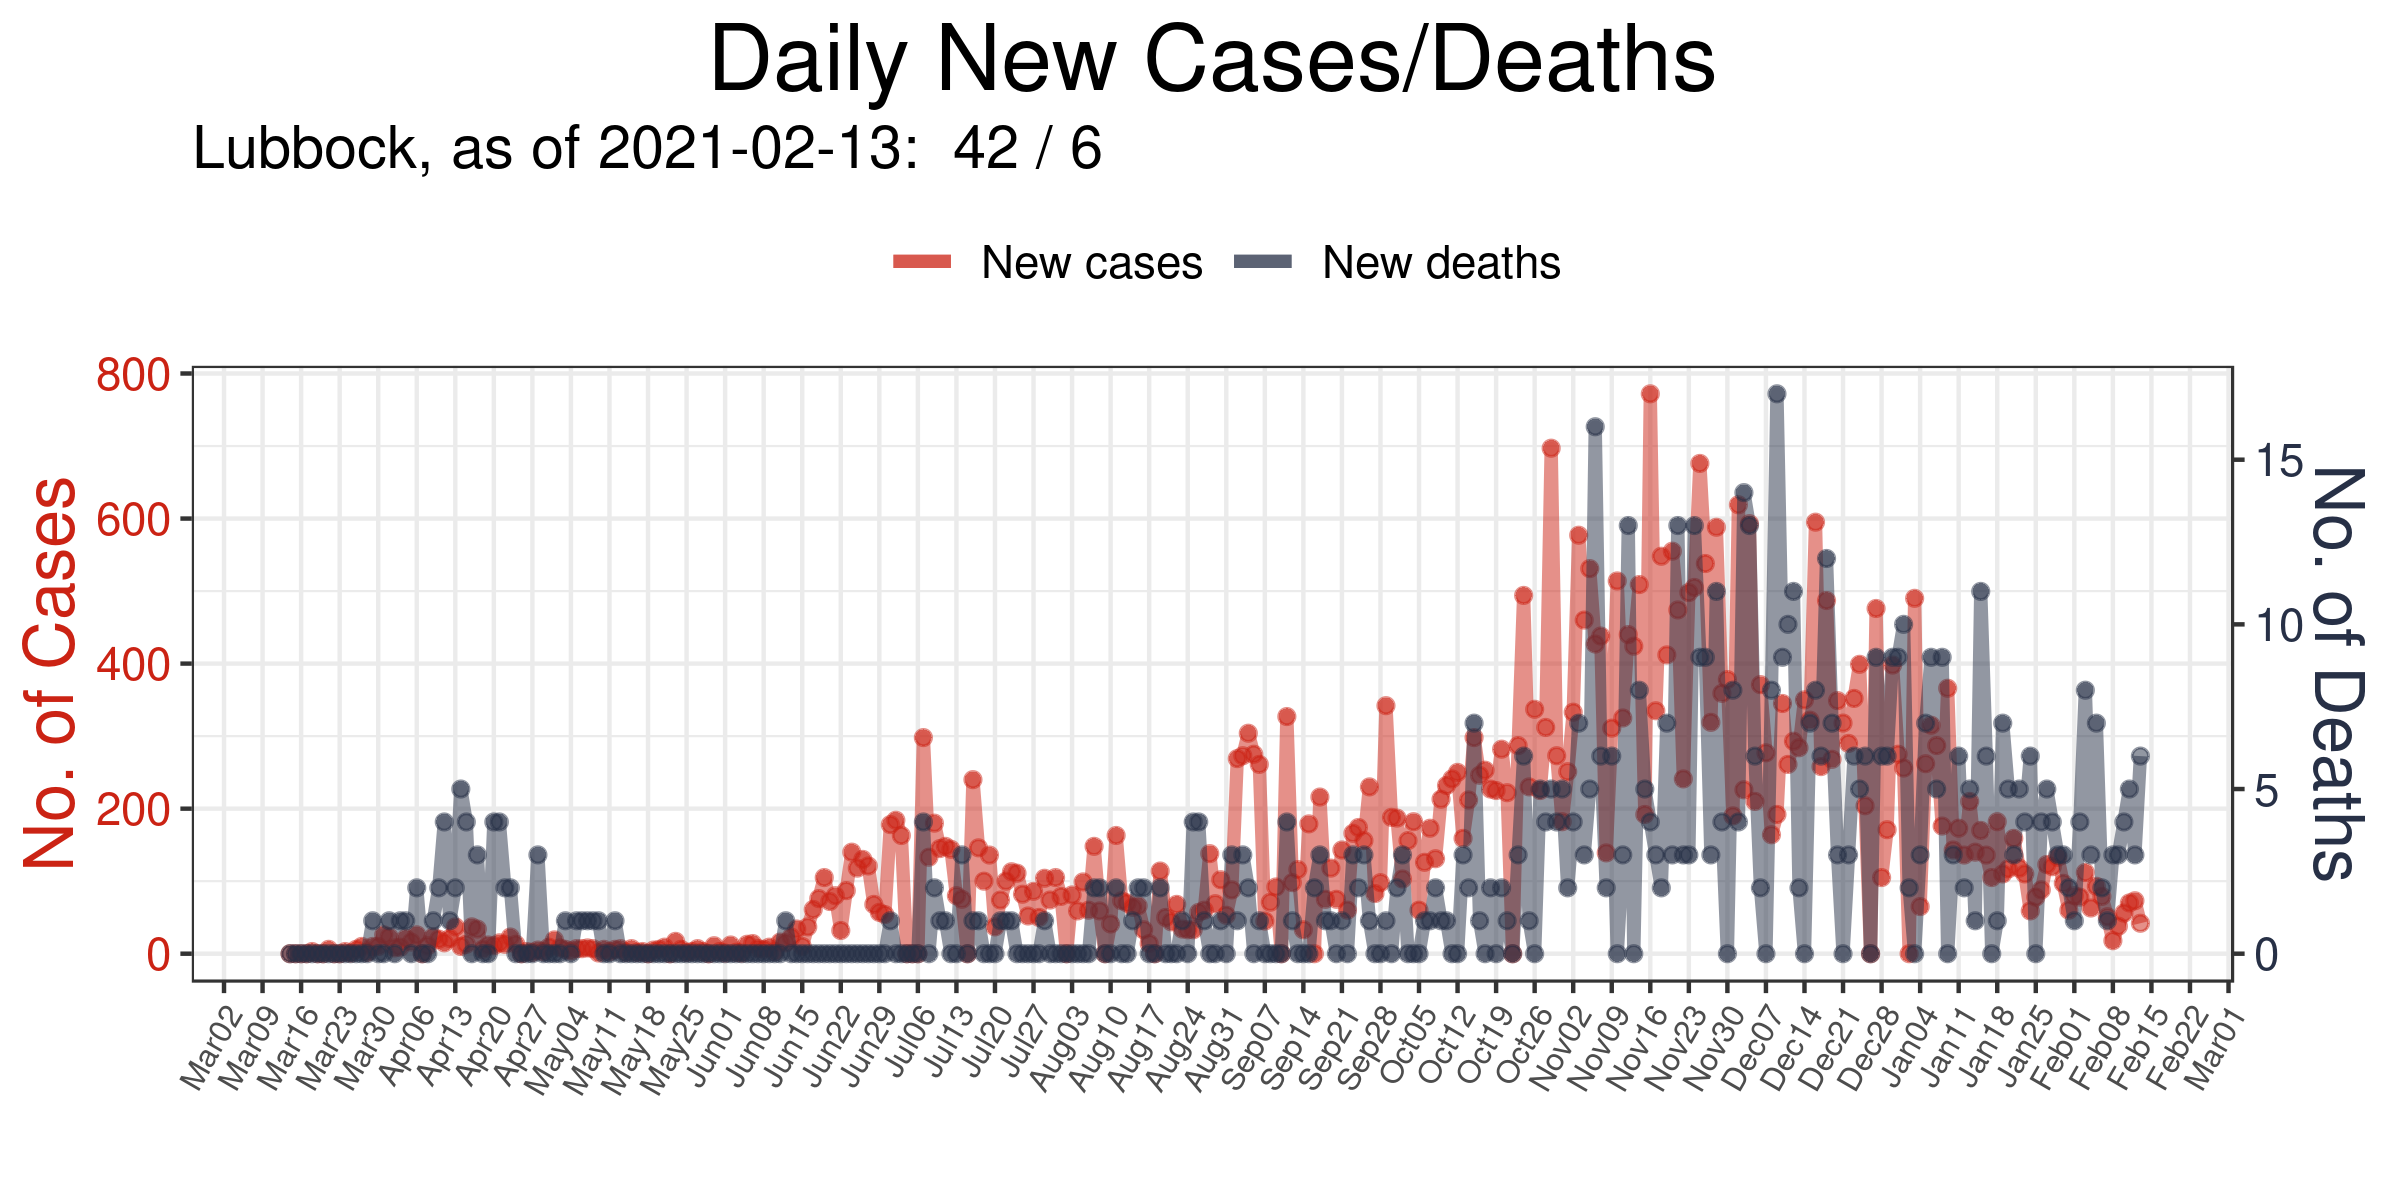 Daily New Cases/Deaths
Lubbock, as of 2021-02-13:  42 / 6
New cases New deaths
No. of Cases
800
600
400
200
0
15
10
5
0
No. of Deaths
Mar02 Mar09 Mar16 Mar23 Mar30 Apr06 Apr13 Apr20 Apr27 May04 May11 May18 May25 Jun01 Jun08 Jun15 Jun22 Jun29 Jul06 Jul13 Jul20 Jul27 Aug03 Aug10 Aug17 Aug24 Aug31 Sep07 Sep14 Sep21 Sep28 Oct05 Oct12 Oct19 Oct26 Nov02 Nov09 Nov16 Nov23 Nov30 Dec07 Dec14 Dec21 Dec28 Jan04 Jan11 Jan18 Jan25 Feb01 Feb08 Feb15 Feb22 Mar01